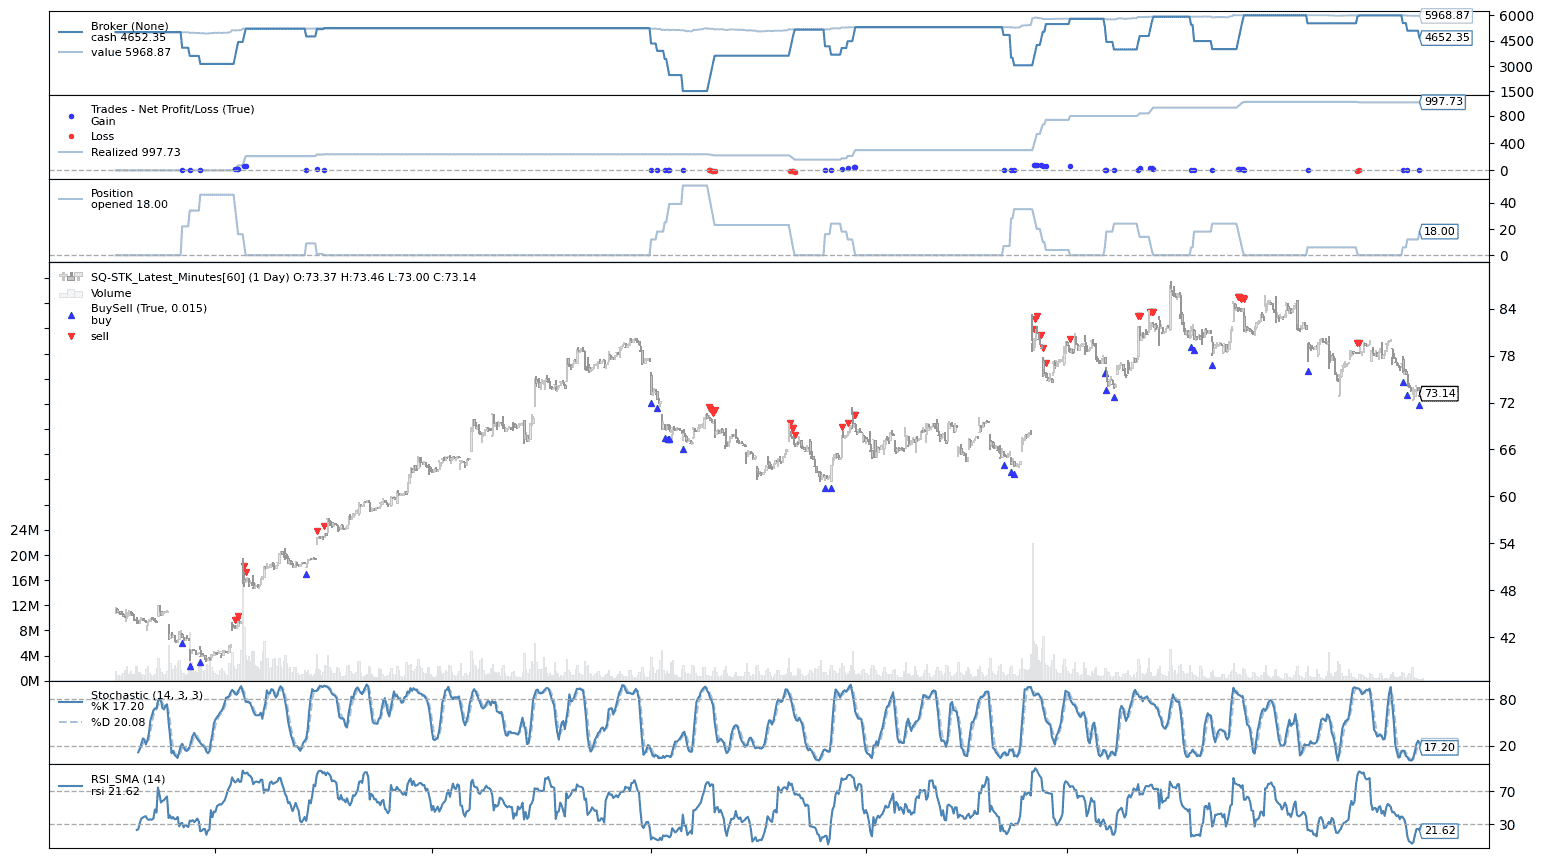 Broker (None)
cash 4652.35
value 5968.87
6000
4500
3000
1500
5968.87
4652.35
Trades - Net Profit/Loss (True)
Gain
Loss
Realized 997.73
800
400
0
997.73
Position
opened 18.00
40
20
0
18.00
SQ-STK_Latest_Minutes[60] (1 Day) O:73.37 H:73.46 L:73.00 C:73.14
Volume
BuySell (True, 0.015)
buy
sell
84
78
72
66
60
54
48
42
73.14
24M
20M
16M
12M
8M
4M
0M
Stochastic (14, 3, 3)
%K 17.20
%D 20.08
80
20
17.20
RSI_SMA (14)
rsi 21.62
70
30
21.62